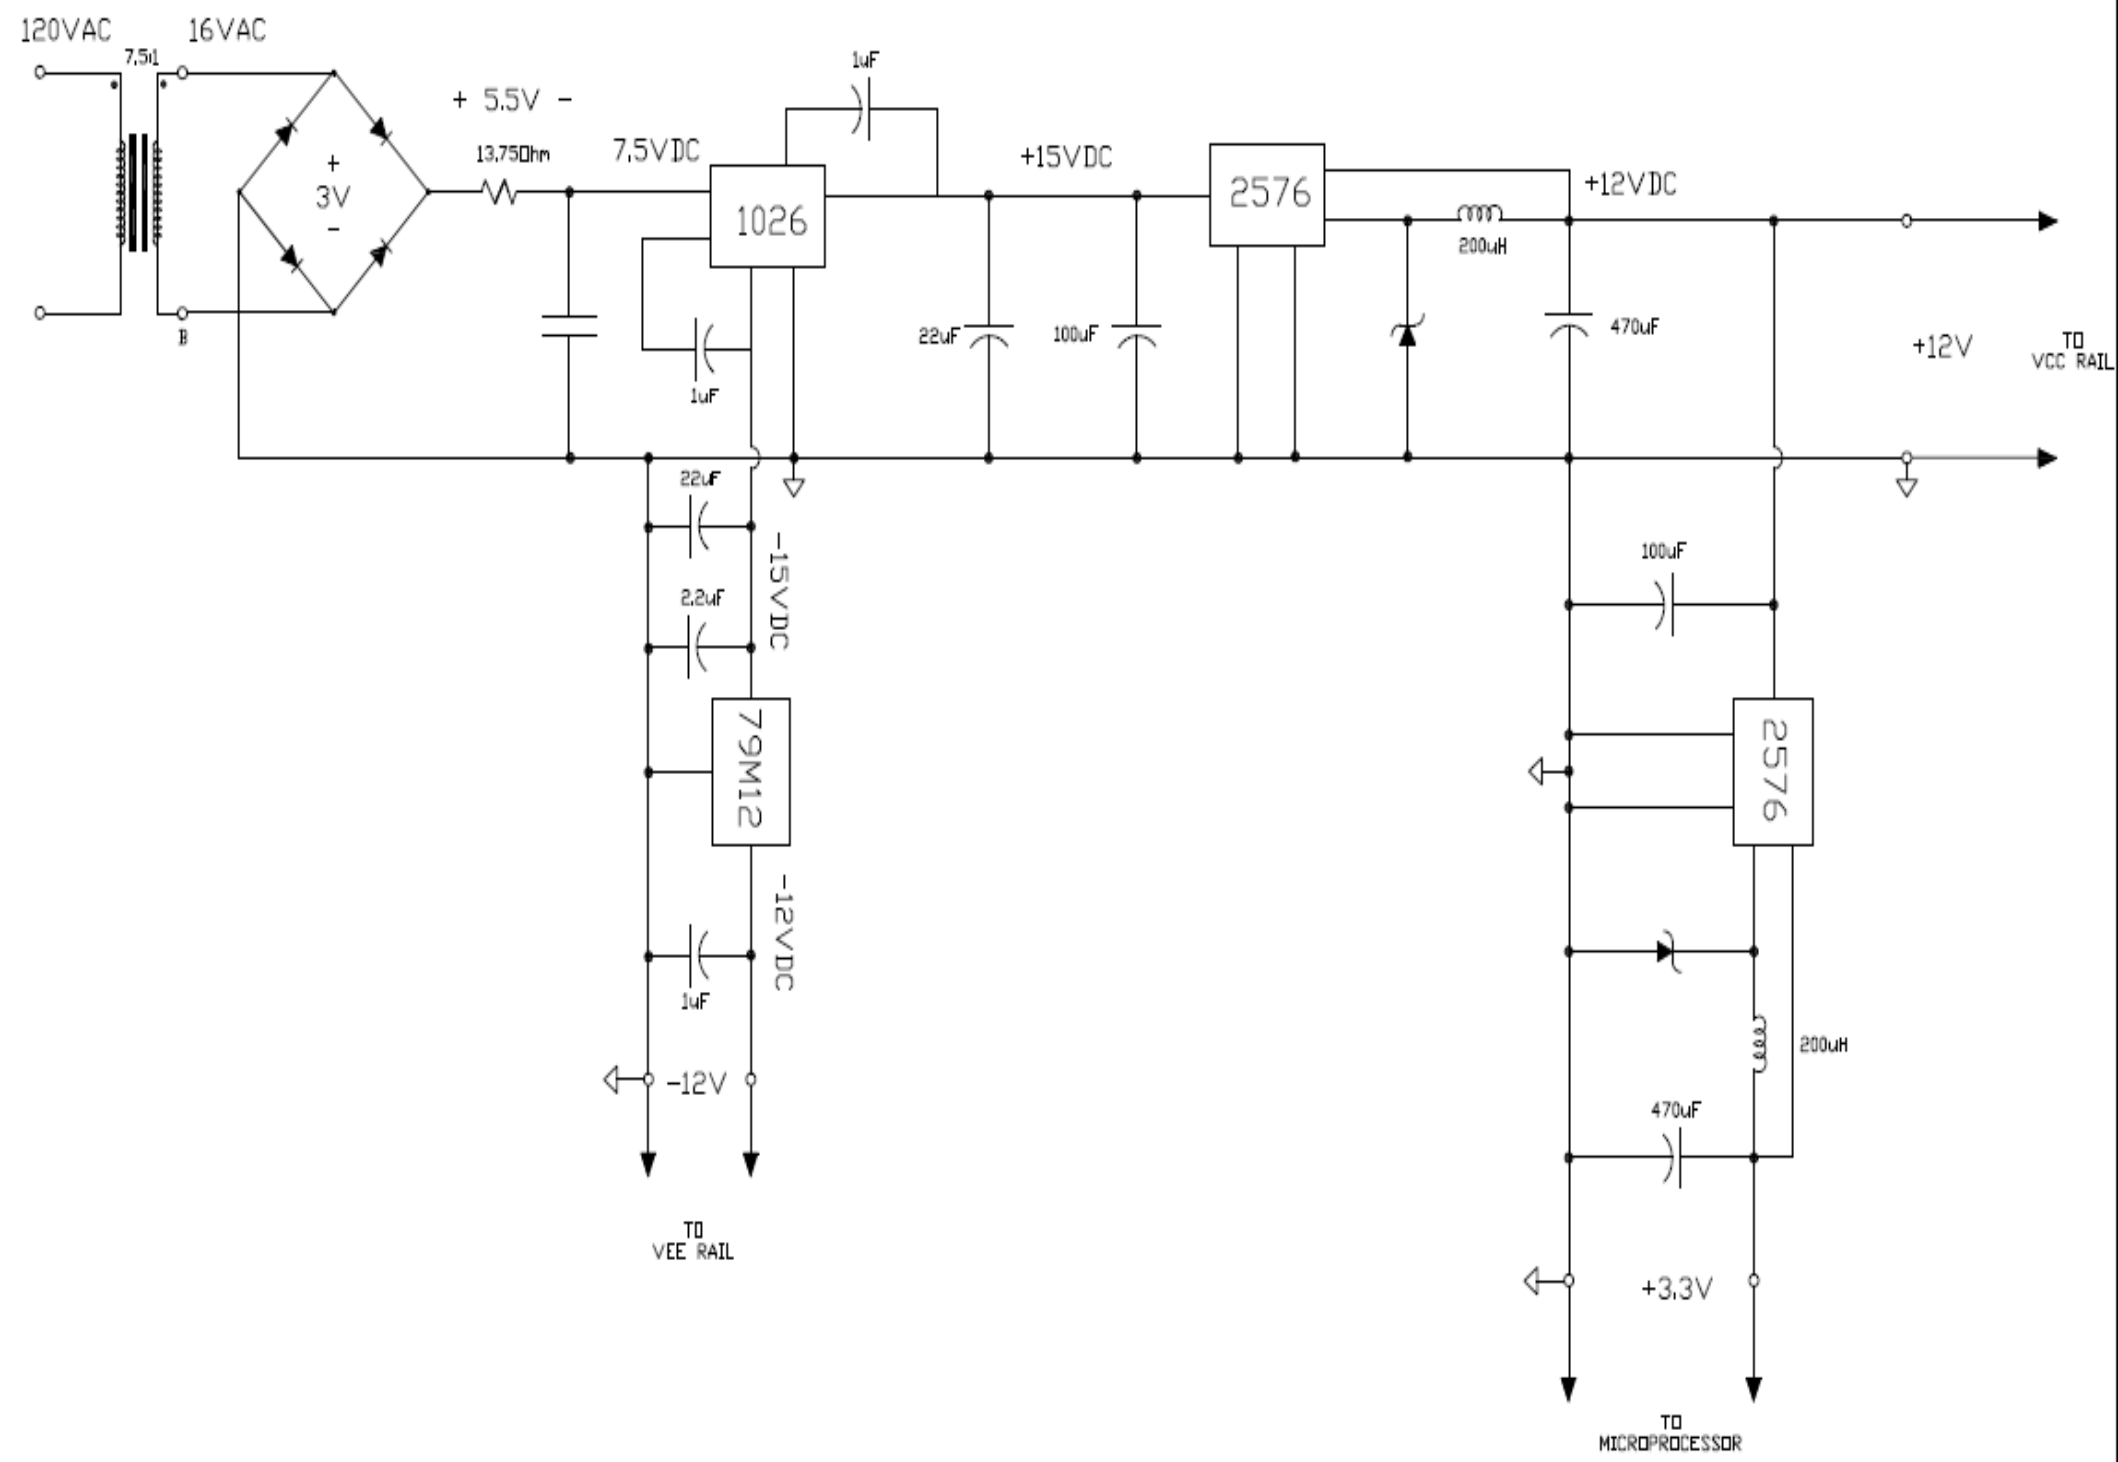 120VAC
16VAC
7.5:1
1uF
+ 5.5V -
13.75Ohm
7.5VDC
+15VDC
+12VDC
+
3V
-
1026
2576
200uH
B
22uF
100uF
470uF
+12V
TO
VCC RAIL
1uF
22uF
-15VDC
2.2uF
100uF
79M12
2576
-12VDC
1uF
200uH
-12V
470uF
TO
VEE RAIL
+3.3V
TO
MICROPROCESSOR